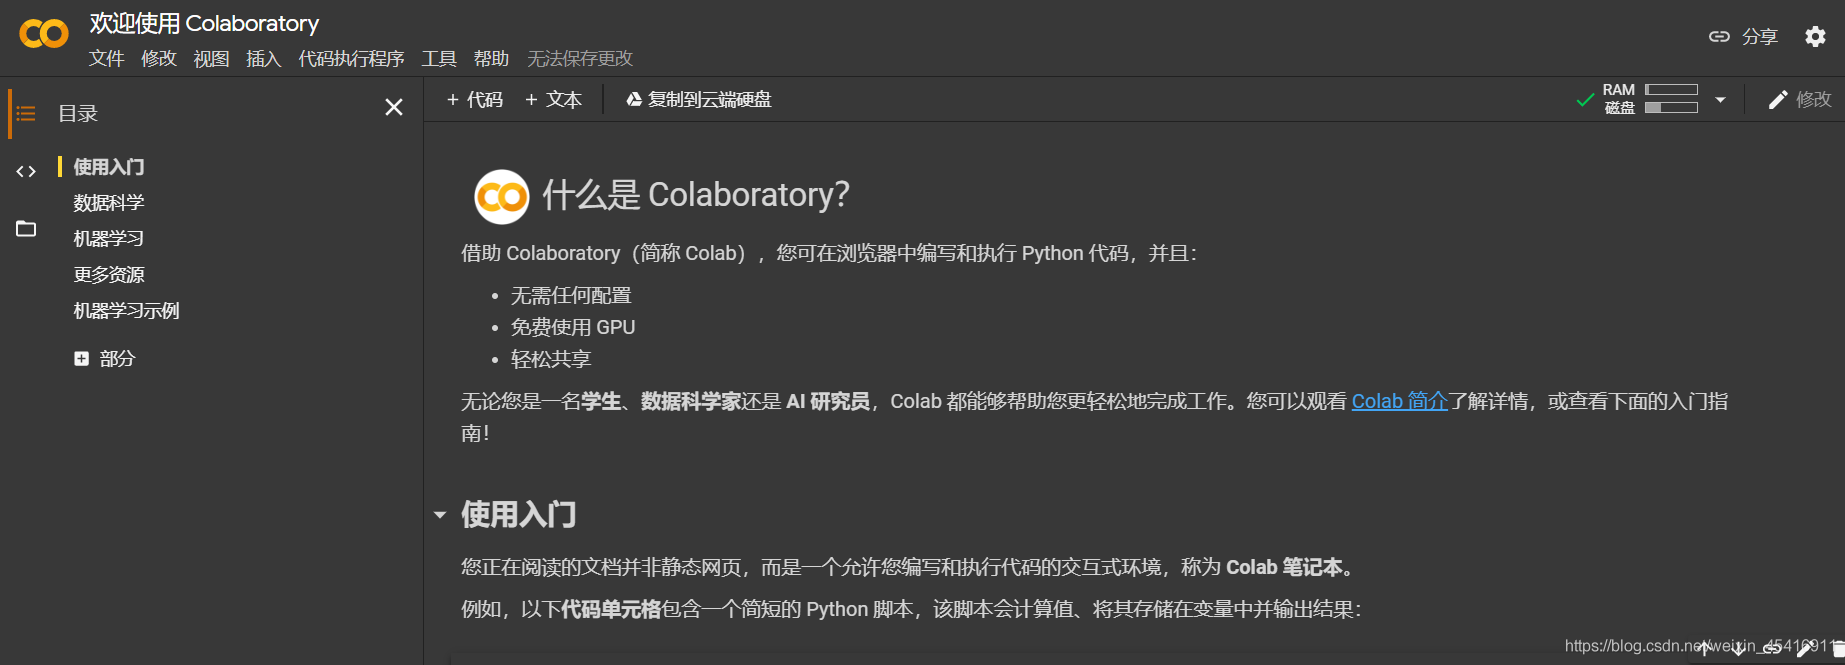 欢迎使用 Colaboratory
文件 修改 视图 插入 代码执行程序 工具 帮助 无法保存更改
分享
目录
+ 代码 + 文本 复制到云端硬盘
RAM
磁盘
修改
使用入门
数据科学
机器学习
更多资源
机器学习示例
部分
什么是 Colaboratory？
借助 Colaboratory（简称 Colab），您可在浏览器中编写和执行 Python 代码，并且：
• 无需任何配置
• 免费使用 GPU
• 轻松共享
无论您是一名学生、数据科学家还是 AI 研究员，Colab 都能够帮助您更轻松地完成工作。您可以观看 Colab 简介了解详情，或查看下面的入门指
南！
使用入门
您正在阅读的文档并非静态网页，而是一个允许您编写和执行代码的交互式环境，称为 Colab 笔记本。
例如，以下代码单元格包含一个简短的 Python 脚本，该脚本会计算值、将其存储在变量中并输出结果：